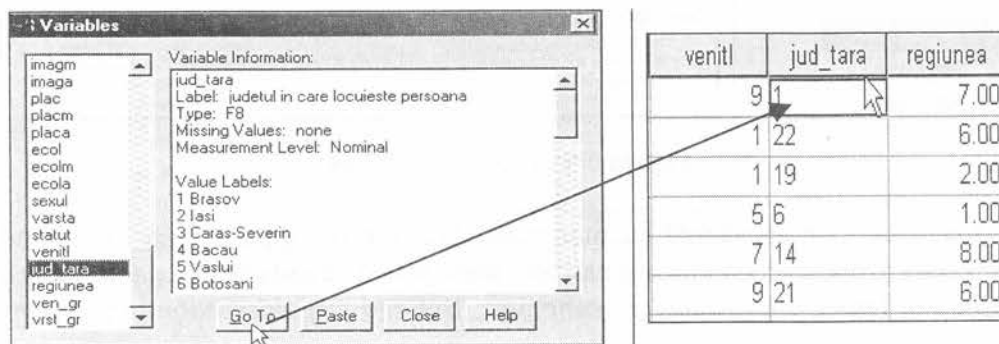 Variables
imagm
imaga
plac
placm
placa
ecol
ecolm
ecola
sexul
varsta
statut
venitl
jud_tara
regiunea
ven_gr
vrst_gr
Variable Information:
jud_tara
Label: judetul in care locuieste persoana
Type: F8
Missing Values: none
Measurement Level: Nominal
Value Labels:
1 Brasov
2 Iasi
3 Caras-Severin
4 Bacau
5 Vaslui
6 Botosani
Go To Paste Close Help
venitl jud_tara regiunea
9 1 7.00
1 22 6.00
1 19 2.00
5 6 1.00
7 14 8.00
9 21 6.00